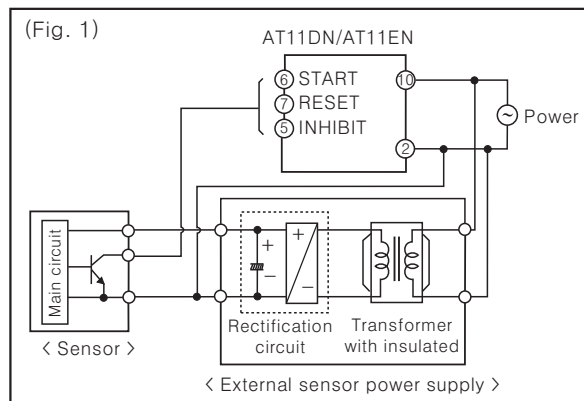 (Fig. 1)
AT11DN/AT11EN
⑥ START ⑩
⑦ RESET
⑤ INHIBIT
②
Power
Main circuit
+
−
+
−
Rectification
circuit
Transformer
with insulated
〈 Sensor 〉
〈 External sensor power supply 〉